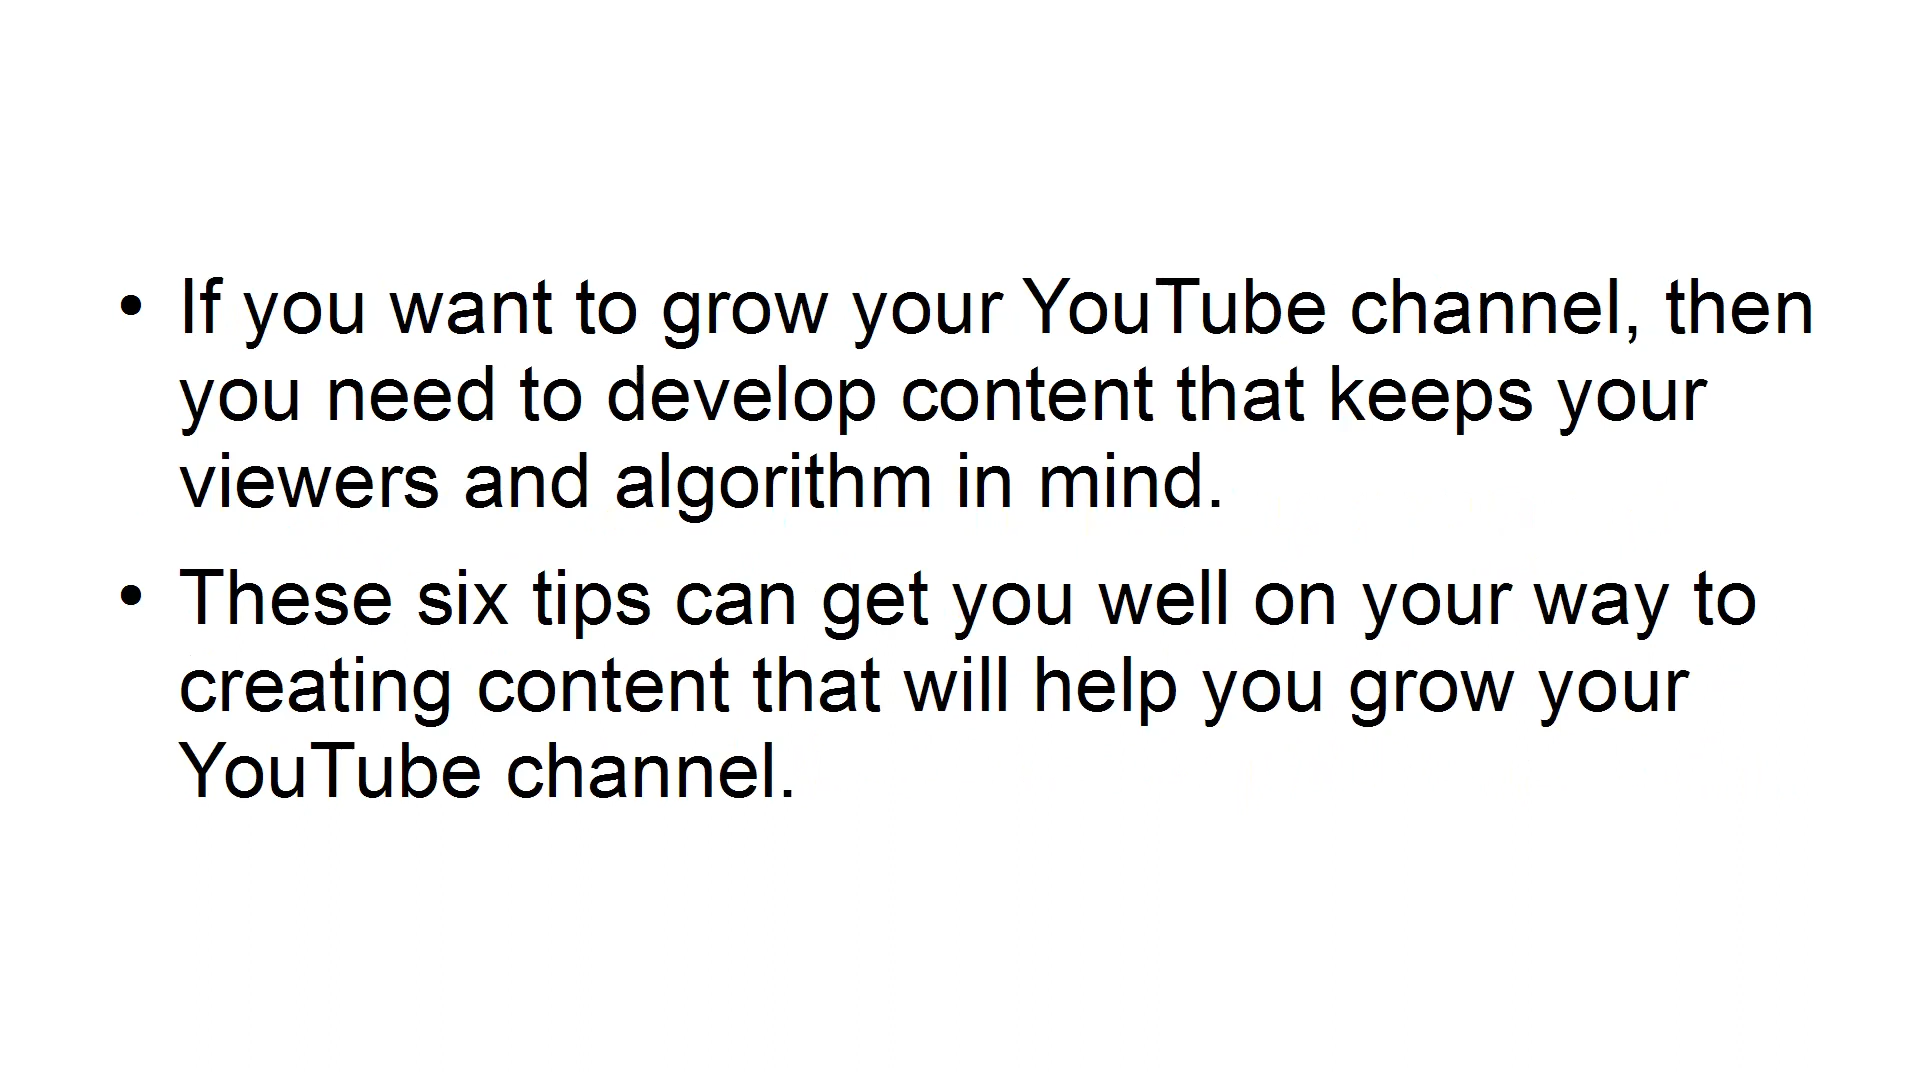 • If you want to grow your YouTube channel, then
you need to develop content that keeps your
viewers and algorithm in mind.
• These six tips can get you well on your way to
creating content that will help you grow your
YouTube channel.